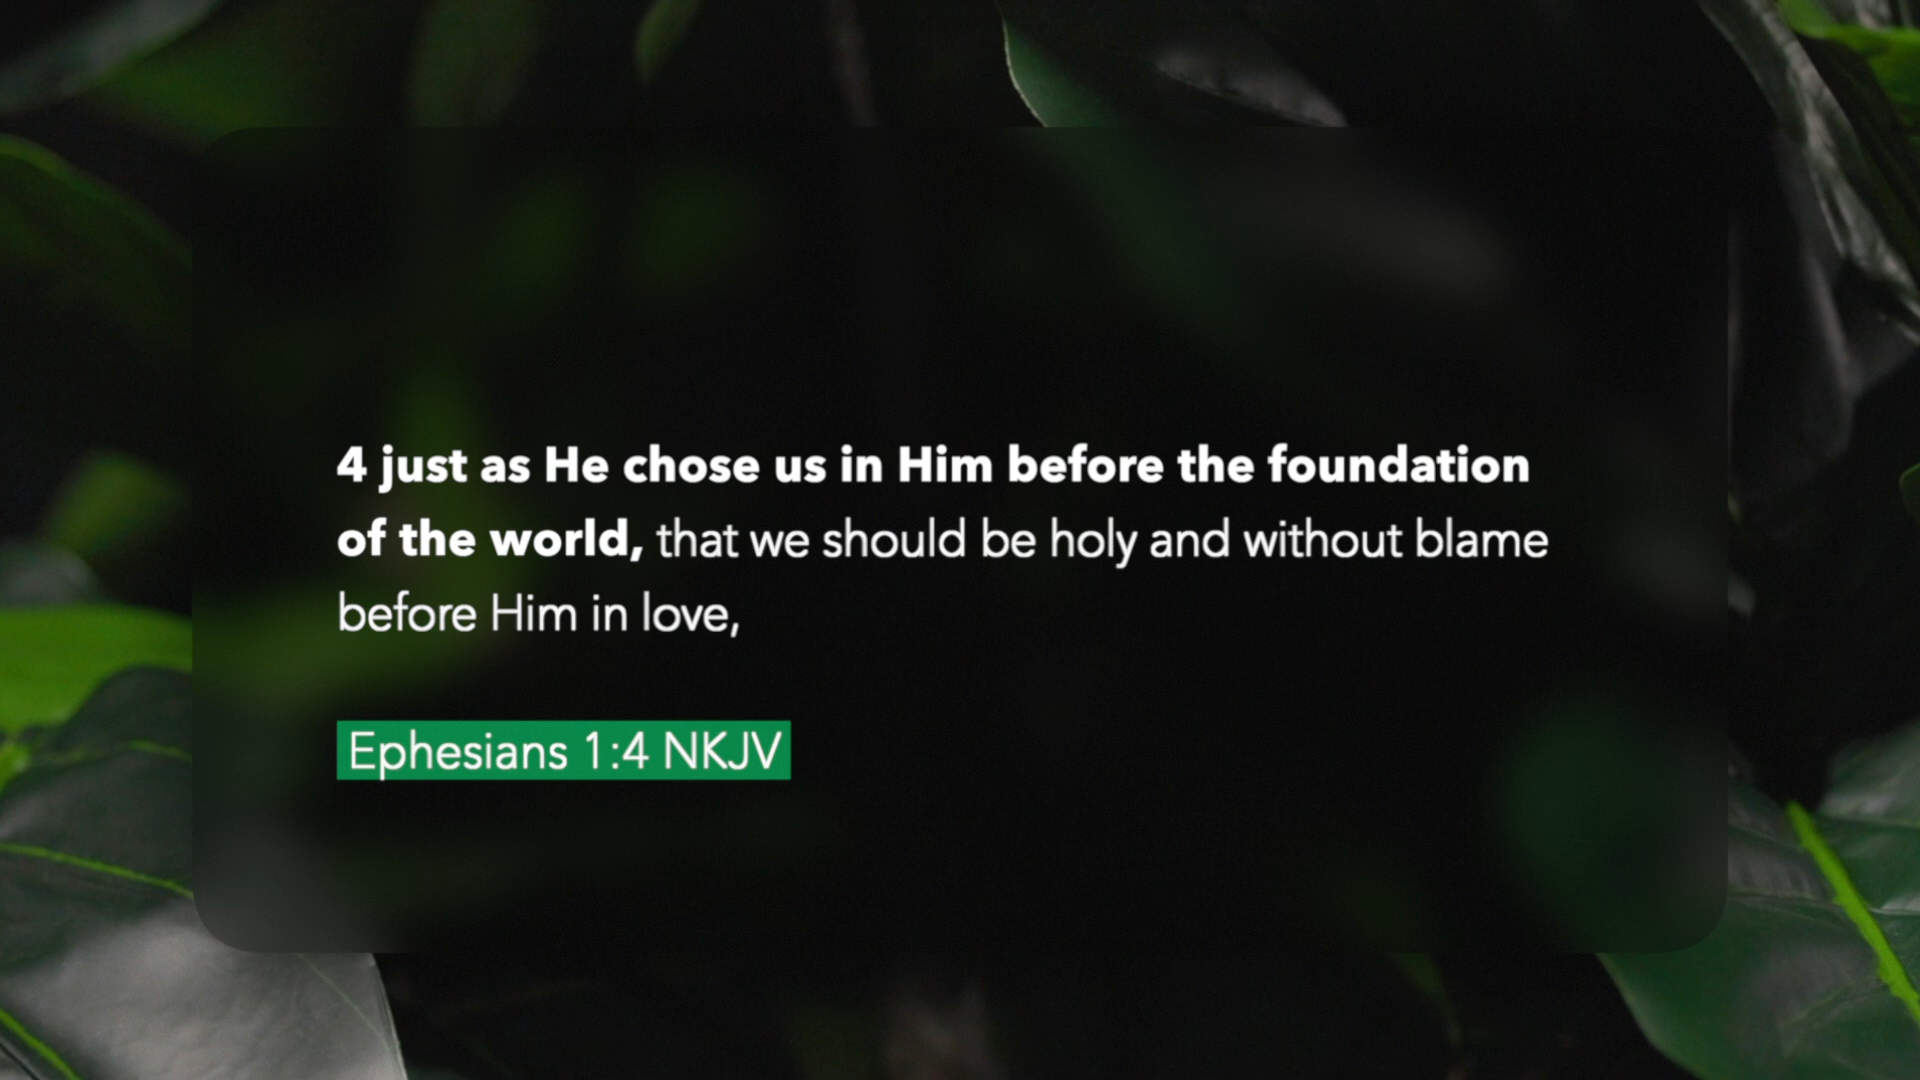 4 just as He chose us in Him before the foundation
of the world, that we should be holy and without blame
before Him in love,
Ephesians 1:4 NKJV